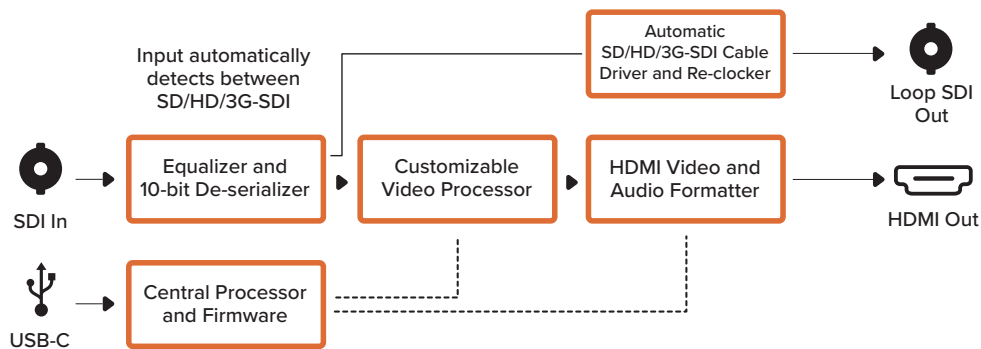 Input automatically
detects between
SD/HD/3G-SDI
Automatic
SD/HD/3G-SDI Cable
Driver and Re-clocker
Loop SDI
Out
SDI In
Equalizer and
10-bit De-serializer
Customizable
Video Processor
HDMI Video and
Audio Formatter
HDMI Out
USB-C
Central Processor
and Firmware